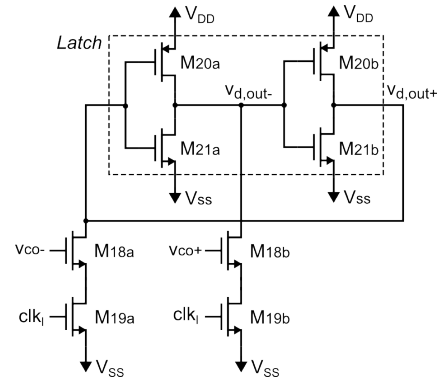 VDD VDD
Latch
M20a M20b
vd,out- vd,out+
M21a M21b
VSS VSS
vco- M18a vco+ M18b
clkl M19a clkl M19b
VSS VSS